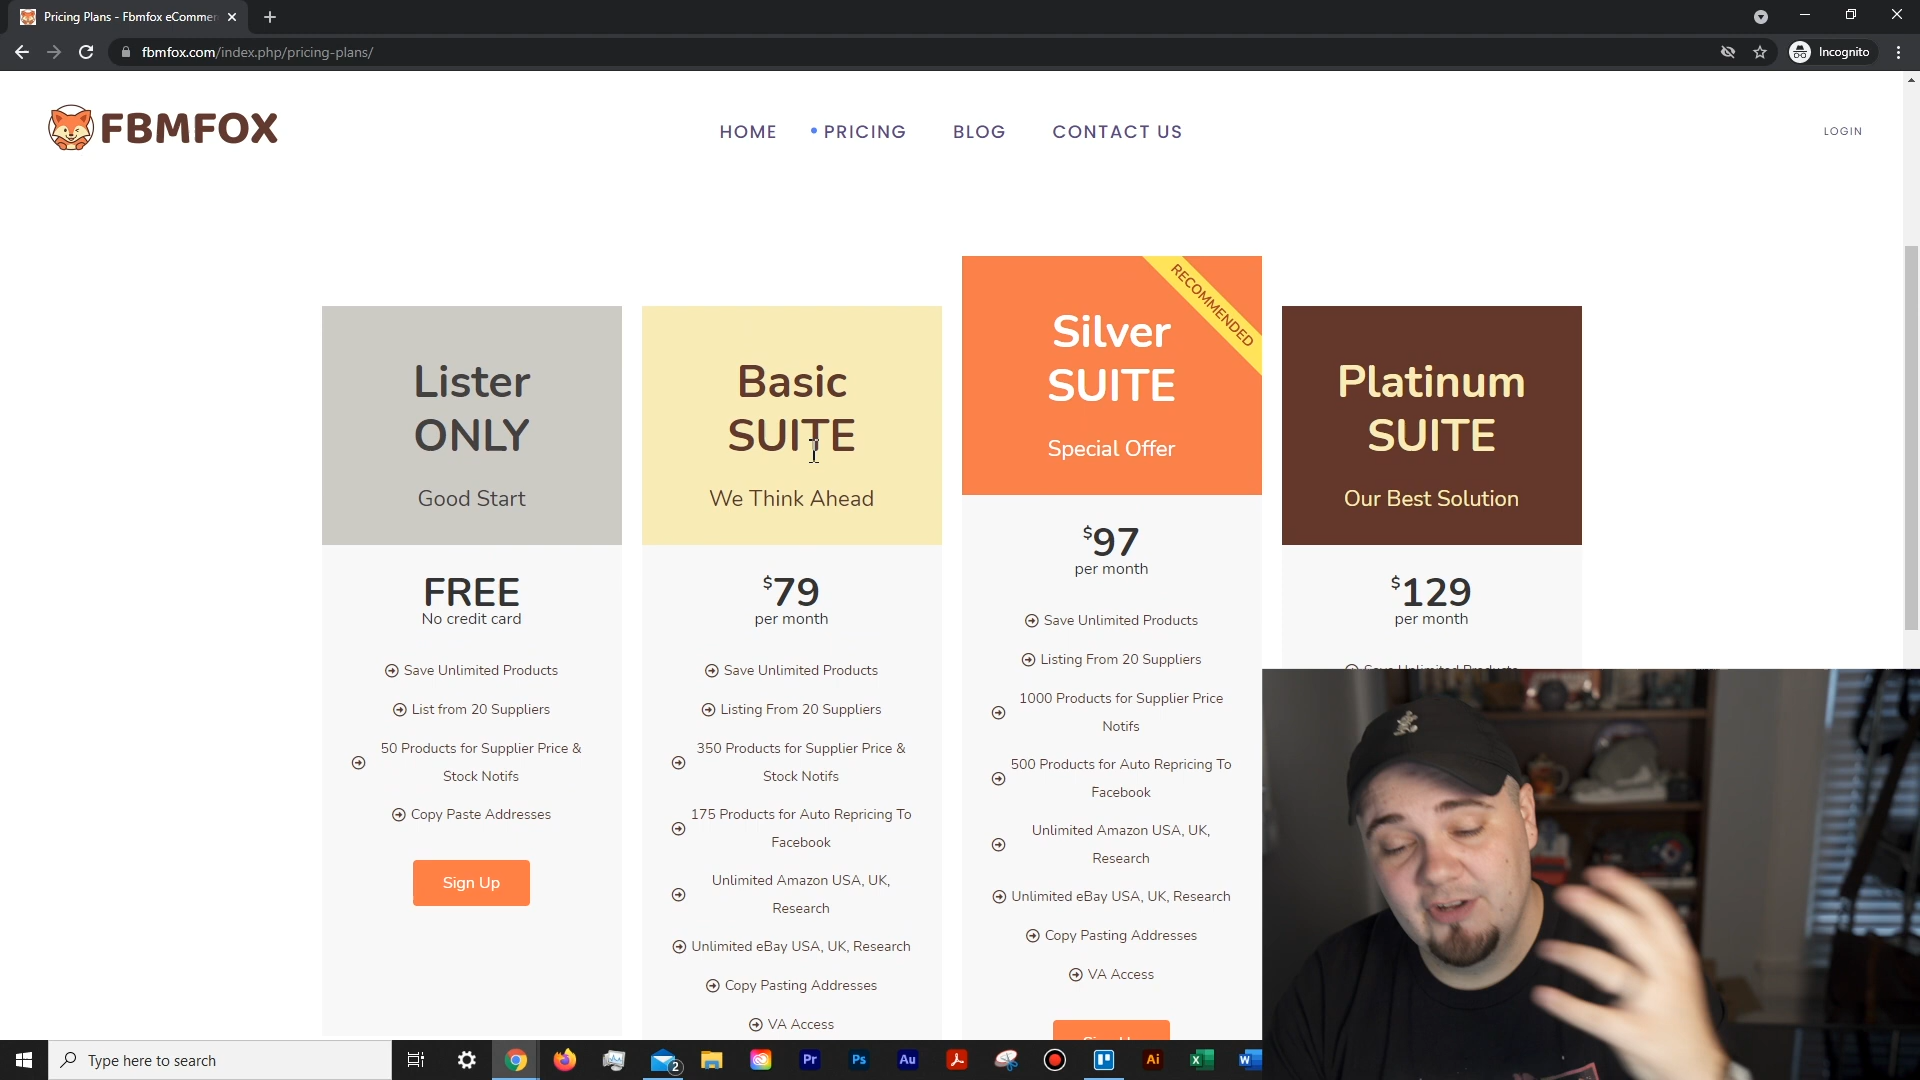 Pricing Plans - Fbmfox eCommer
fbmfox.com/index.php/pricing-plans/
Incognito
FBMFOX
HOME
PRICING
BLOG
CONTACT US
LOGIN
Lister
ONLY
Good Start
FREE
No credit card
Save Unlimited Products
List from 20 Suppliers
50 Products for Supplier Price &
Stock Notifs
Copy Paste Addresses
Sign Up
Basic
SUITE
We Think Ahead
$79
per month
Save Unlimited Products
Listing From 20 Suppliers
350 Products for Supplier Price &
Stock Notifs
175 Products for Auto Repricing To
Facebook
Unlimited Amazon USA, UK,
Research
Unlimited eBay USA, UK, Research
Copy Pasting Addresses
VA Access
RECOMMENDED
Silver
SUITE
Special Offer
$97
per month
Save Unlimited Products
Listing From 20 Suppliers
1000 Products for Supplier Price
Notifs
500 Products for Auto Repricing To
Facebook
Unlimited Amazon USA, UK,
Research
Unlimited eBay USA, UK, Research
Copy Pasting Addresses
VA Access
Platinum
SUITE
Our Best Solution
$129
per month
Type here to search
2
Pr
Ps
Au
Ai
X
W